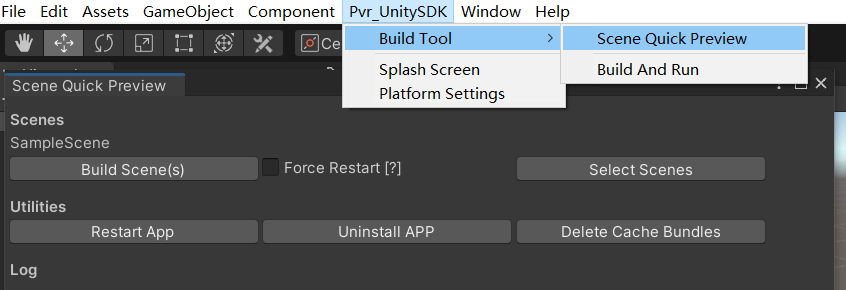 File Edit Assets GameObject Component Pvr_UnitySDK Window Help
Build Tool
Scene Quick Preview
Ce
Splash Screen
Build And Run
Platform Settings
Scene Quick Preview
Scenes
SampleScene
Build Scene(s) Force Restart [?] Select Scenes
Utilities
Restart App Uninstall APP Delete Cache Bundles
Log